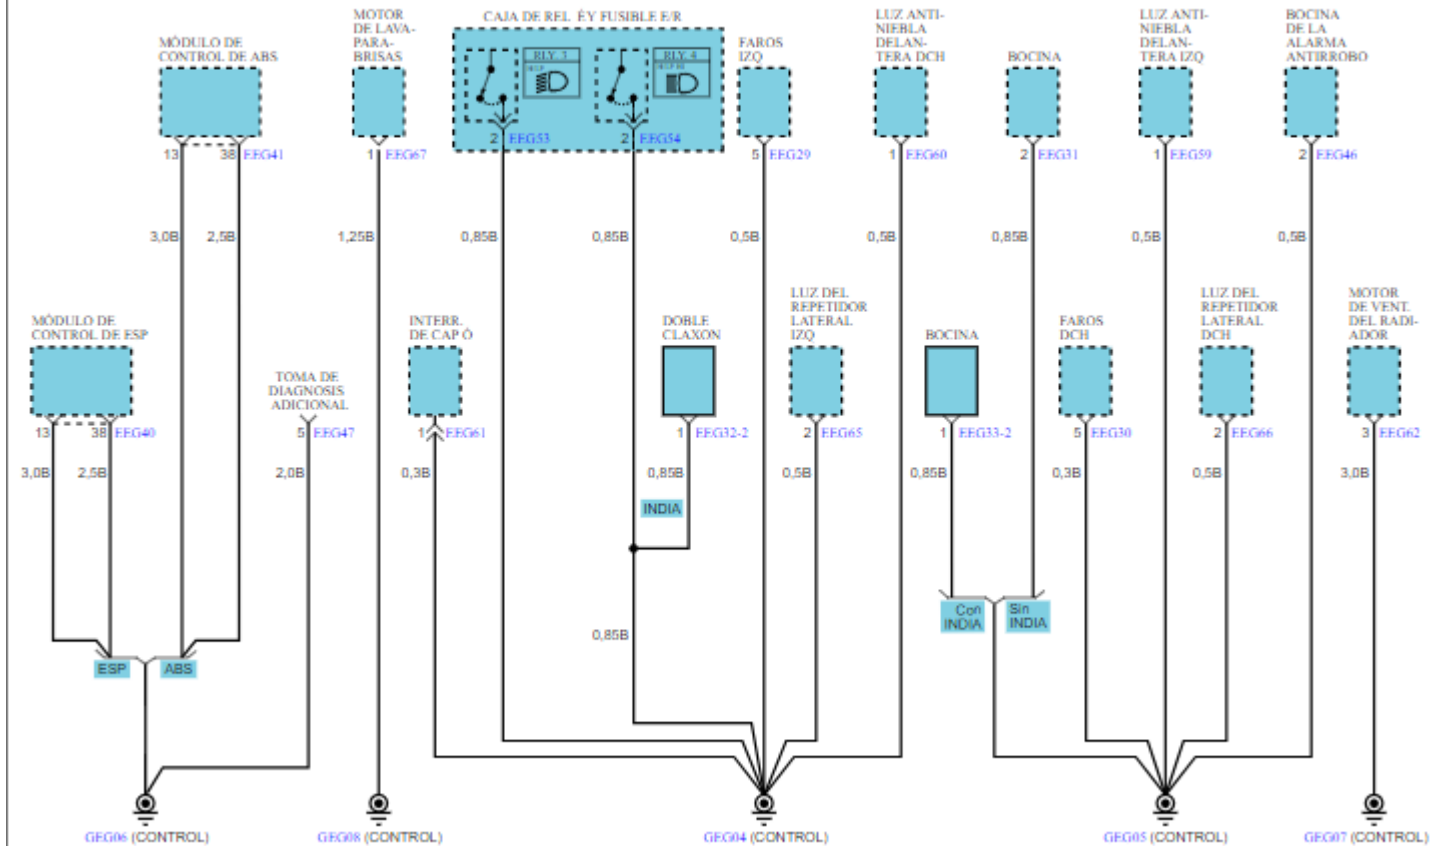 MÓDULO DE
CONTROL DE ABS
MOTOR
DE LAVA-
PARA-
BRISAS
CAJA DE REL ÉY FUSIBLE E/R
RLY. 3
RLY. 4
FAROS
IZQ
LUZ ANTI-
NIEBLA
DELAN-
TERA DCH
BOCINA
LUZ ANTI-
NIEBLA
DELAN-
TERA IZQ
BOCINA
DE LA
ALARMA
ANTIRROBO
13
38 EEG41
1 EEG67
2 EEG53
2 EEG54
5 EEG29
1 EEG60
2 EEG31
1 EEG59
2 EEG46
3,0B
2,5B
1,25B
0,85B
0,85B
0,5B
0,5B
0,85B
0,5B
0,5B
MÓDULO DE
CONTROL DE ESP
TOMA DE
DIAGNOSIS
ADICIONAL
INTERR.
DE CAP Ó
DOBLE
CLAXON
LUZ DEL
REPETIDOR
LATERAL
IZQ
BOCINA
FAROS
DCH
LUZ DEL
REPETIDOR
LATERAL
DCH
MOTOR
DE VENT.
DEL RADI-
ADOR
13
38 EEG40
5 EEG47
1 EEG61
1 EEG32-2
2 EEG65
1 EEG33-2
5 EEG30
2 EEG66
3 EEG62
3,0B
2,5B
2,0B
0,3B
0,85B
0,5B
0,85B
0,3B
0,5B
3,0B
INDIA
Con
INDIA
Sin
INDIA
0,85B
ESP
ABS
GEG06 (CONTROL)
GEG08 (CONTROL)
GEG04 (CONTROL)
GEG05 (CONTROL)
GEG07 (CONTROL)